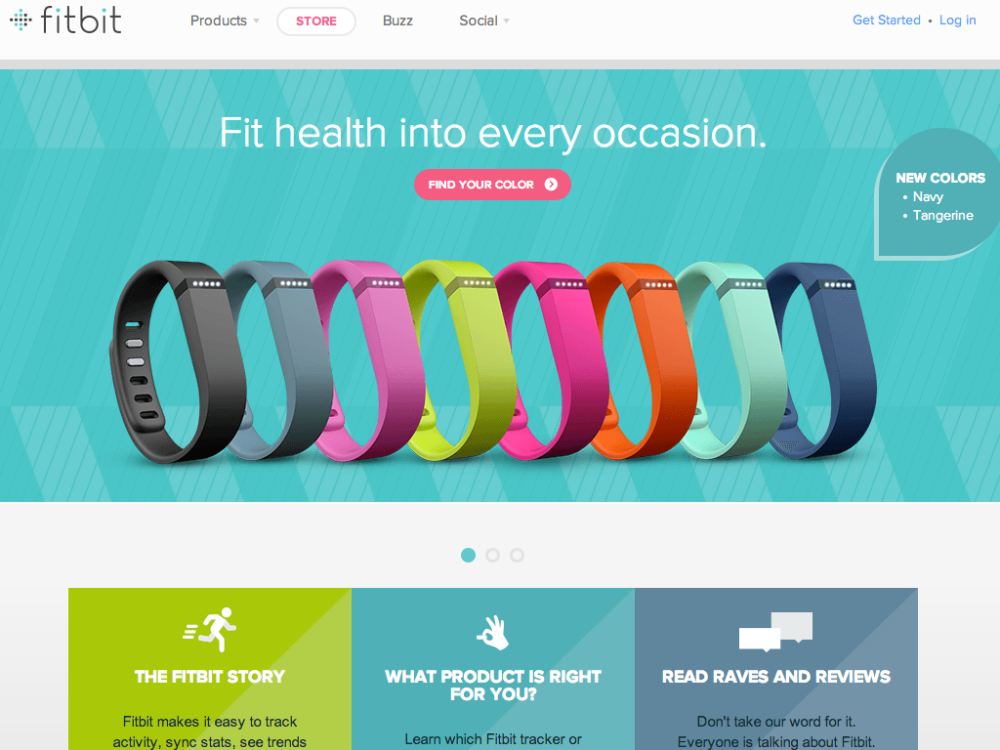 fitbit
Products
STORE
Buzz
Social
Get Started • Log in
Fit health into every occasion.
FIND YOUR COLOR
NEW COLORS
• Navy
• Tangerine
THE FITBIT STORY
Fitbit makes it easy to track
activity, sync stats, see trends
WHAT PRODUCT IS RIGHT
FOR YOU?
Learn which Fitbit tracker or
READ RAVES AND REVIEWS
Don't take our word for it.
Everyone is talking about Fitbit.